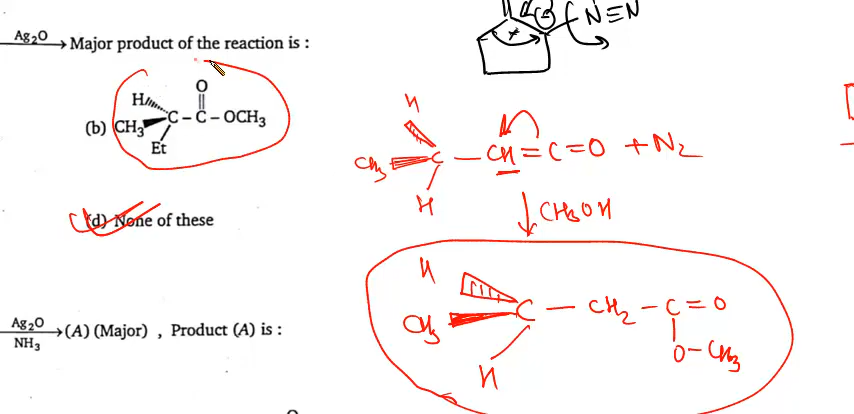 N≡N
Ag2O → Major product of the reaction is :
H O
(b) CH3 C – C – OCH3
Et
H
CH3 C — CH = C = O + N2
H
↓ CH3OH
(d) None of these
H
CH3 C — CH2 – C = O
H O – CH3
Ag2O
NH3 → (A) (Major) , Product (A) is :